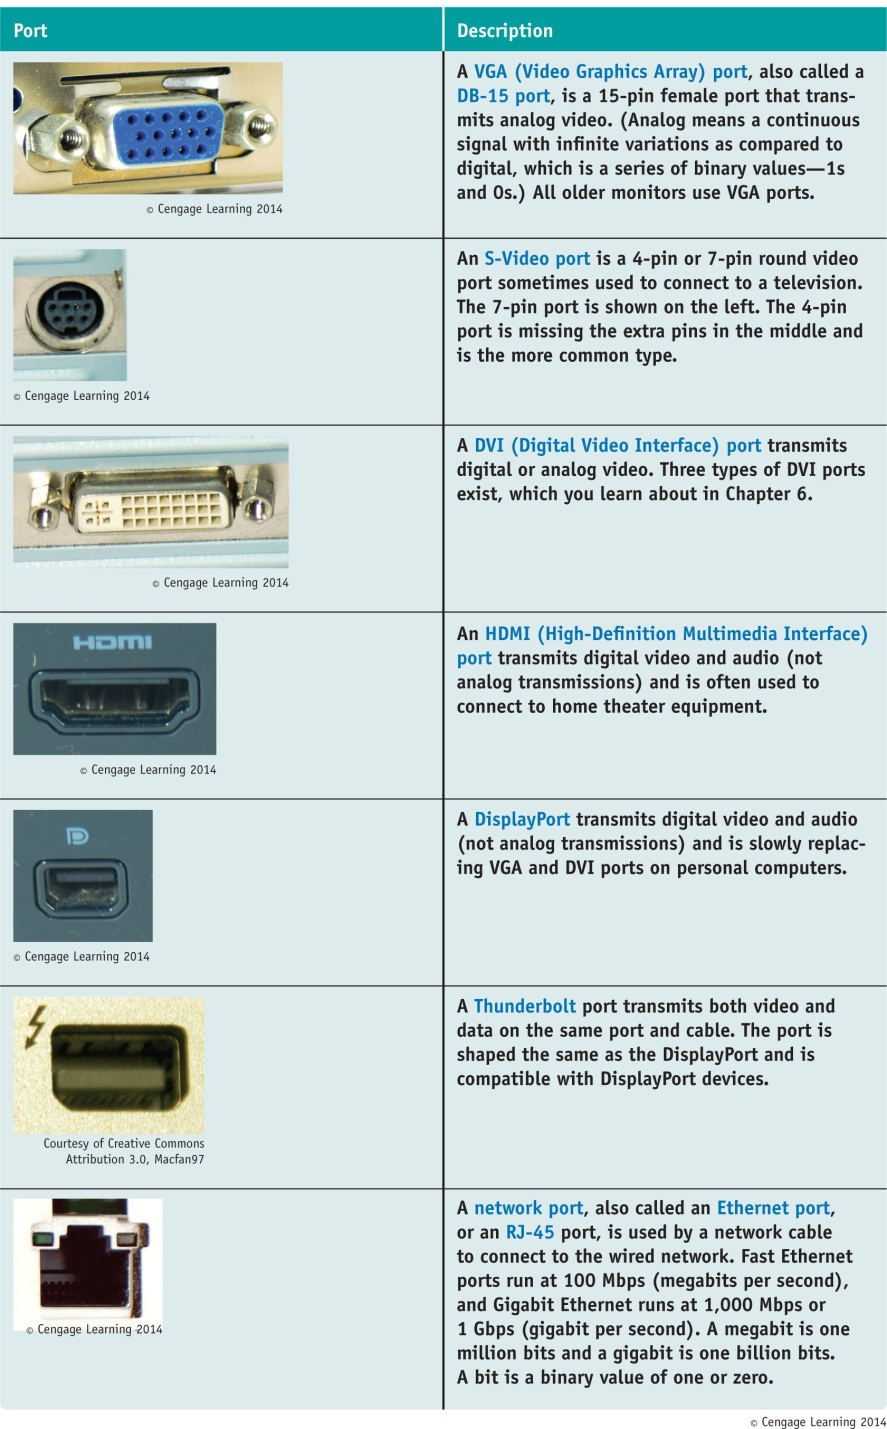 Port
Description
© Cengage Learning 2014
A VGA (Video Graphics Array) port, also called a
DB-15 port, is a 15-pin female port that trans-
mits analog video. (Analog means a continuous
signal with infinite variations as compared to
digital, which is a series of binary values—1s
and 0s.) All older monitors use VGA ports.
© Cengage Learning 2014
An S-Video port is a 4-pin or 7-pin round video
port sometimes used to connect to a television.
The 7-pin port is shown on the left. The 4-pin
port is missing the extra pins in the middle and
is the more common type.
© Cengage Learning 2014
A DVI (Digital Video Interface) port transmits
digital or analog video. Three types of DVI ports
exist, which you learn about in Chapter 6.
HDMI
© Cengage Learning 2014
An HDMI (High-Definition Multimedia Interface)
port transmits digital video and audio (not
analog transmissions) and is often used to
connect to home theater equipment.
© Cengage Learning 2014
A DisplayPort transmits digital video and audio
(not analog transmissions) and is slowly replac-
ing VGA and DVI ports on personal computers.
Courtesy of Creative Commons
Attribution 3.0, Macfan97
A Thunderbolt port transmits both video and
data on the same port and cable. The port is
shaped the same as the DisplayPort and is
compatible with DisplayPort devices.
© Cengage Learning 2014
A network port, also called an Ethernet port,
or an RJ-45 port, is used by a network cable
to connect to the wired network. Fast Ethernet
ports run at 100 Mbps (megabits per second),
and Gigabit Ethernet runs at 1,000 Mbps or
1 Gbps (gigabit per second). A megabit is one
million bits and a gigabit is one billion bits.
A bit is a binary value of one or zero.
© Cengage Learning 2014